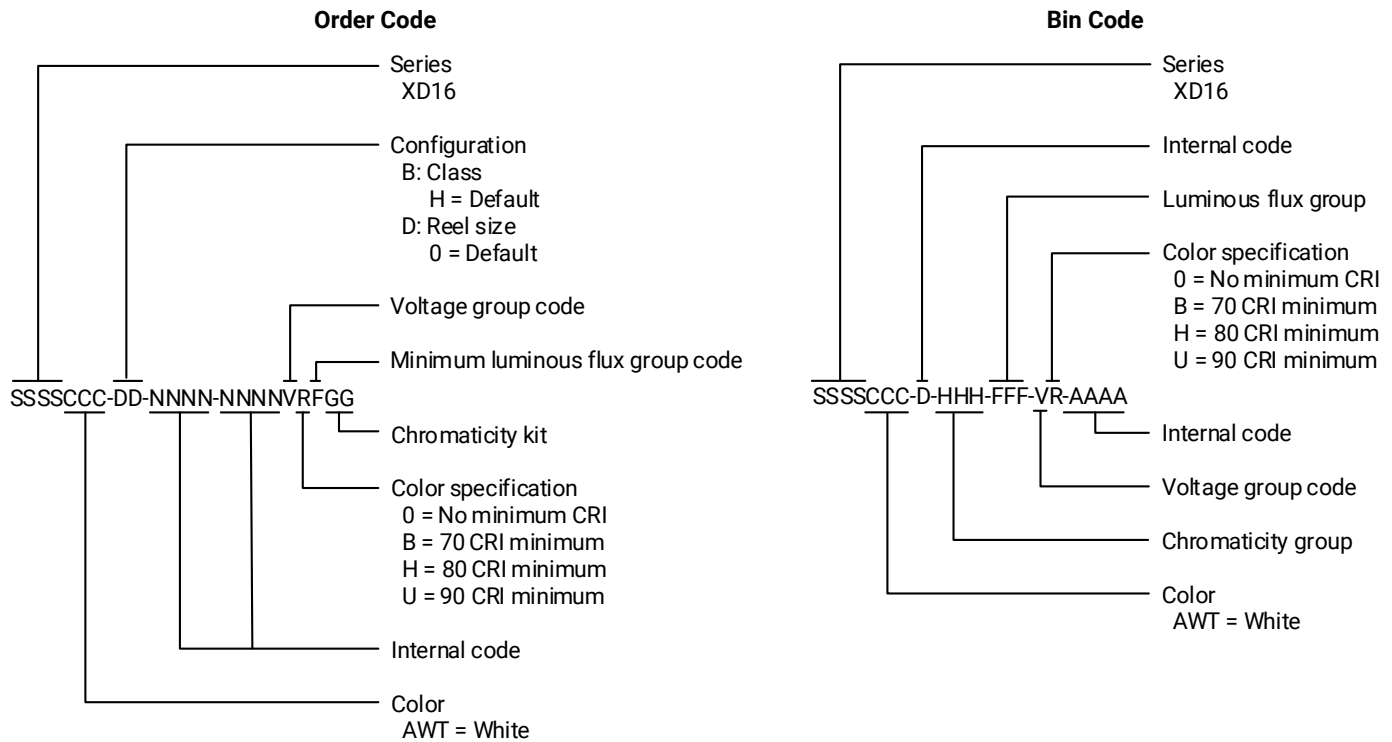 Order Code
Series
XD16
Configuration
B: Class
H = Default
D: Reel size
0 = Default
Voltage group code
Minimum luminous flux group code
SSSSCCC-DD-NNNN-NNNNVRFGG
Chromaticity kit
Color specification
0 = No minimum CRI
B = 70 CRI minimum
H = 80 CRI minimum
U = 90 CRI minimum
Internal code
Color
AWT = White
Bin Code
Series
XD16
Internal code
Luminous flux group
Color specification
0 = No minimum CRI
B = 70 CRI minimum
H = 80 CRI minimum
U = 90 CRI minimum
SSSSCCC-D-HHH-FFF-VR-AAAA
Internal code
Voltage group code
Chromaticity group
Color
AWT = White